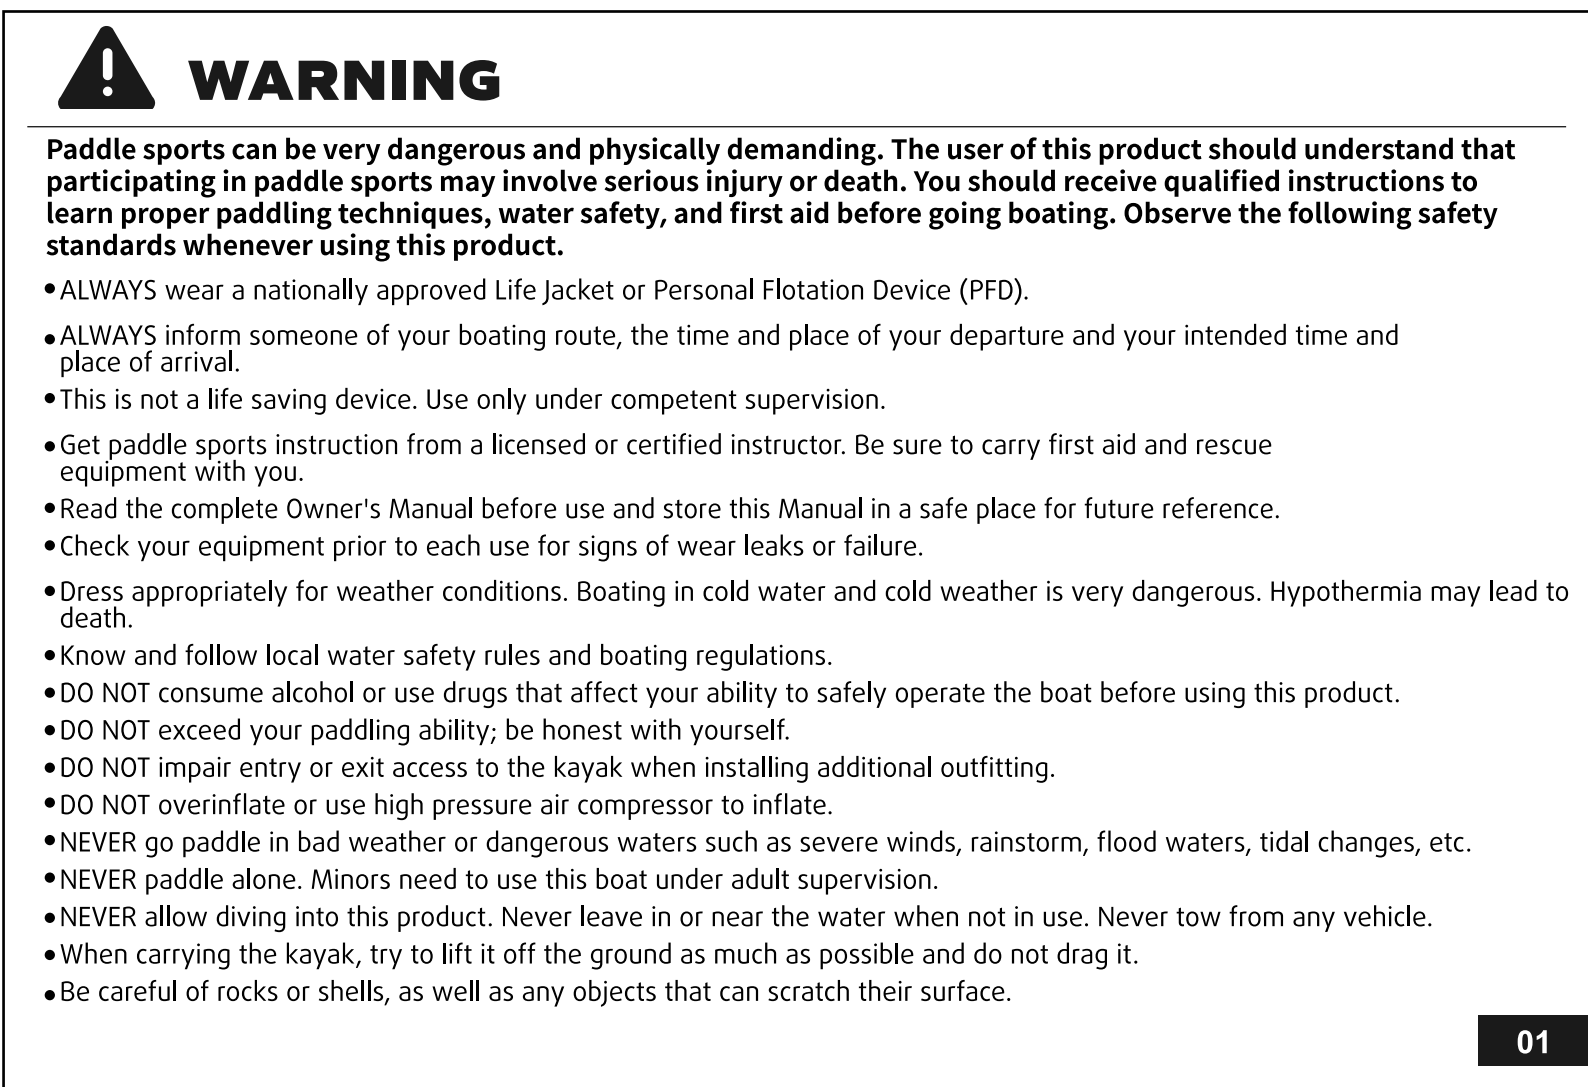 WARNING
Paddle sports can be very dangerous and physically demanding. The user of this product should understand that
participating in paddle sports may involve serious injury or death. You should receive qualified instructions to
learn proper paddling techniques, water safety, and first aid before going boating. Observe the following safety
standards whenever using this product.
•ALWAYS wear a nationally approved Life Jacket or Personal Flotation Device (PFD).
•ALWAYS inform someone of your boating route, the time and place of your departure and your intended time and
place of arrival.
•This is not a life saving device. Use only under competent supervision.
•Get paddle sports instruction from a licensed or certified instructor. Be sure to carry first aid and rescue
equipment with you.
•Read the complete Owner's Manual before use and store this Manual in a safe place for future reference.
•Check your equipment prior to each use for signs of wear leaks or failure.
•Dress appropriately for weather conditions. Boating in cold water and cold weather is very dangerous. Hypothermia may lead to
death.
•Know and follow local water safety rules and boating regulations.
•DO NOT consume alcohol or use drugs that affect your ability to safely operate the boat before using this product.
•DO NOT exceed your paddling ability; be honest with yourself.
•DO NOT impair entry or exit access to the kayak when installing additional outfitting.
•DO NOT overinflate or use high pressure air compressor to inflate.
•NEVER go paddle in bad weather or dangerous waters such as severe winds, rainstorm, flood waters, tidal changes, etc.
•NEVER paddle alone. Minors need to use this boat under adult supervision.
•NEVER allow diving into this product. Never leave in or near the water when not in use. Never tow from any vehicle.
•When carrying the kayak, try to lift it off the ground as much as possible and do not drag it.
•Be careful of rocks or shells, as well as any objects that can scratch their surface.
01